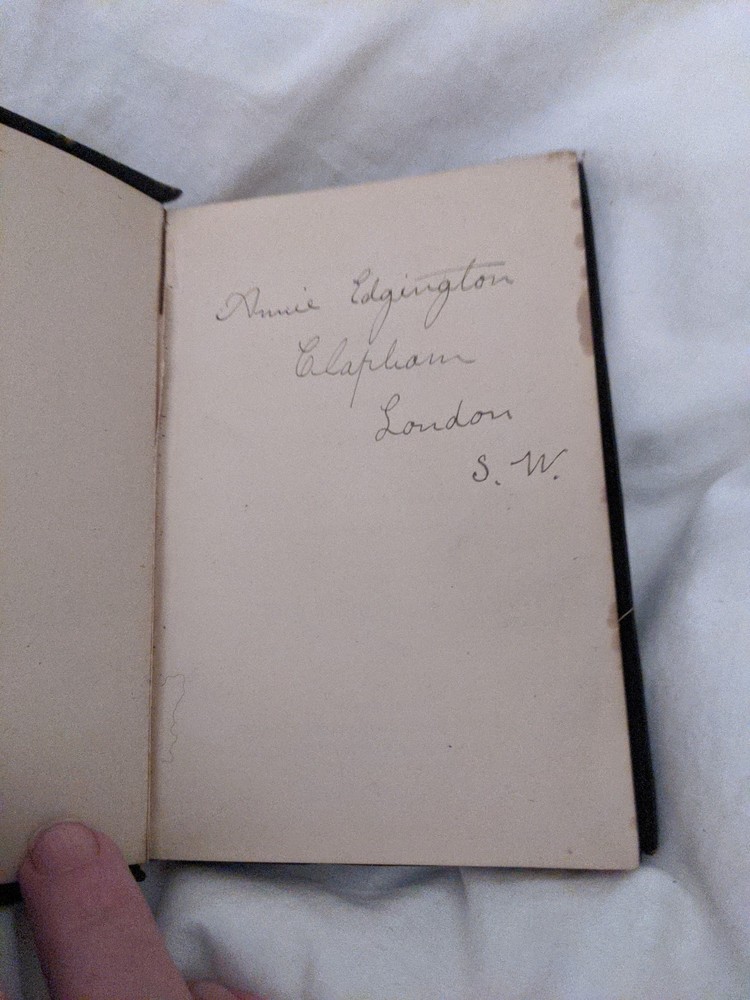 Annie Edgington
Clapham
London
S. W.